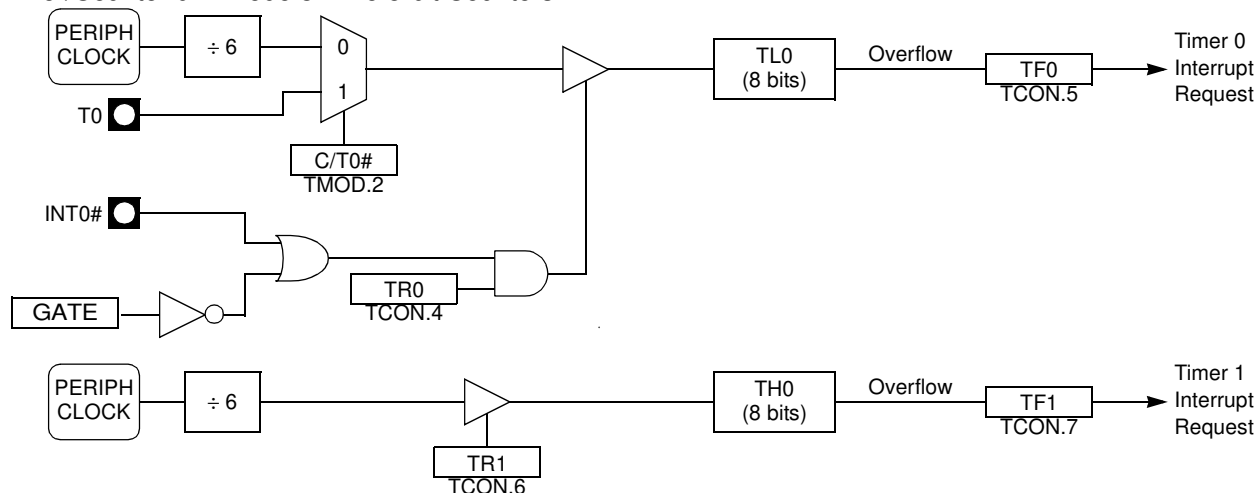 PERIPH
CLOCK
÷ 6
0
1
T0
C/T0#
TMOD.2
TL0
(8 bits)
Overflow
TF0
TCON.5
Timer 0
Interrupt
Request
INT0#
GATE
TR0
TCON.4
PERIPH
CLOCK
÷ 6
TR1
TCON.6
TH0
(8 bits)
Overflow
TF1
TCON.7
Timer 1
Interrupt
Request